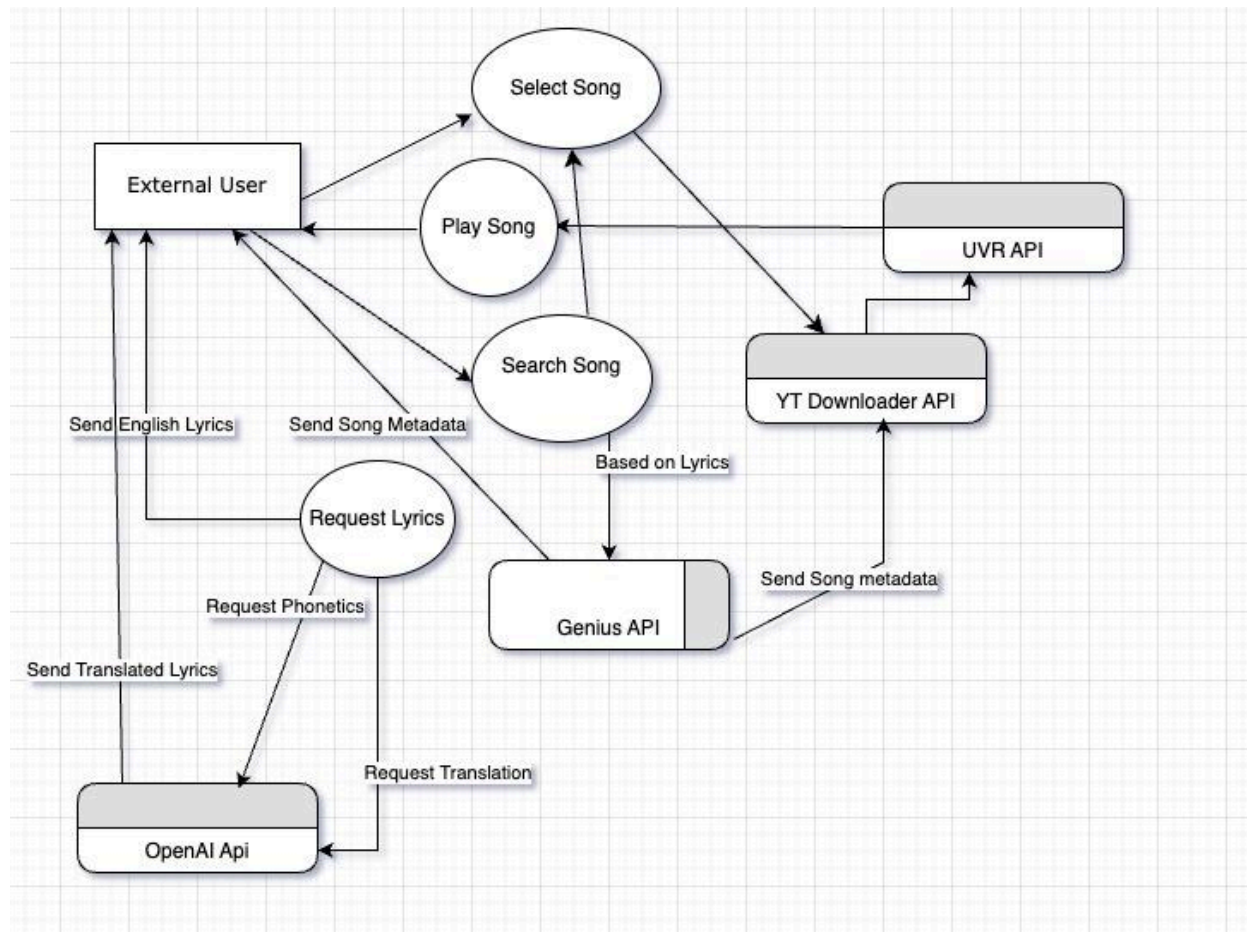 Select Song
External User
Play Song
UVR API
Search Song
YT Downloader API
Send English Lyrics
Send Song Metadata
Based on Lyrics
Request Lyrics
Send Song metadata
Request Phonetics
Genius API
Send Translated Lyrics
Request Translation
OpenAI Api